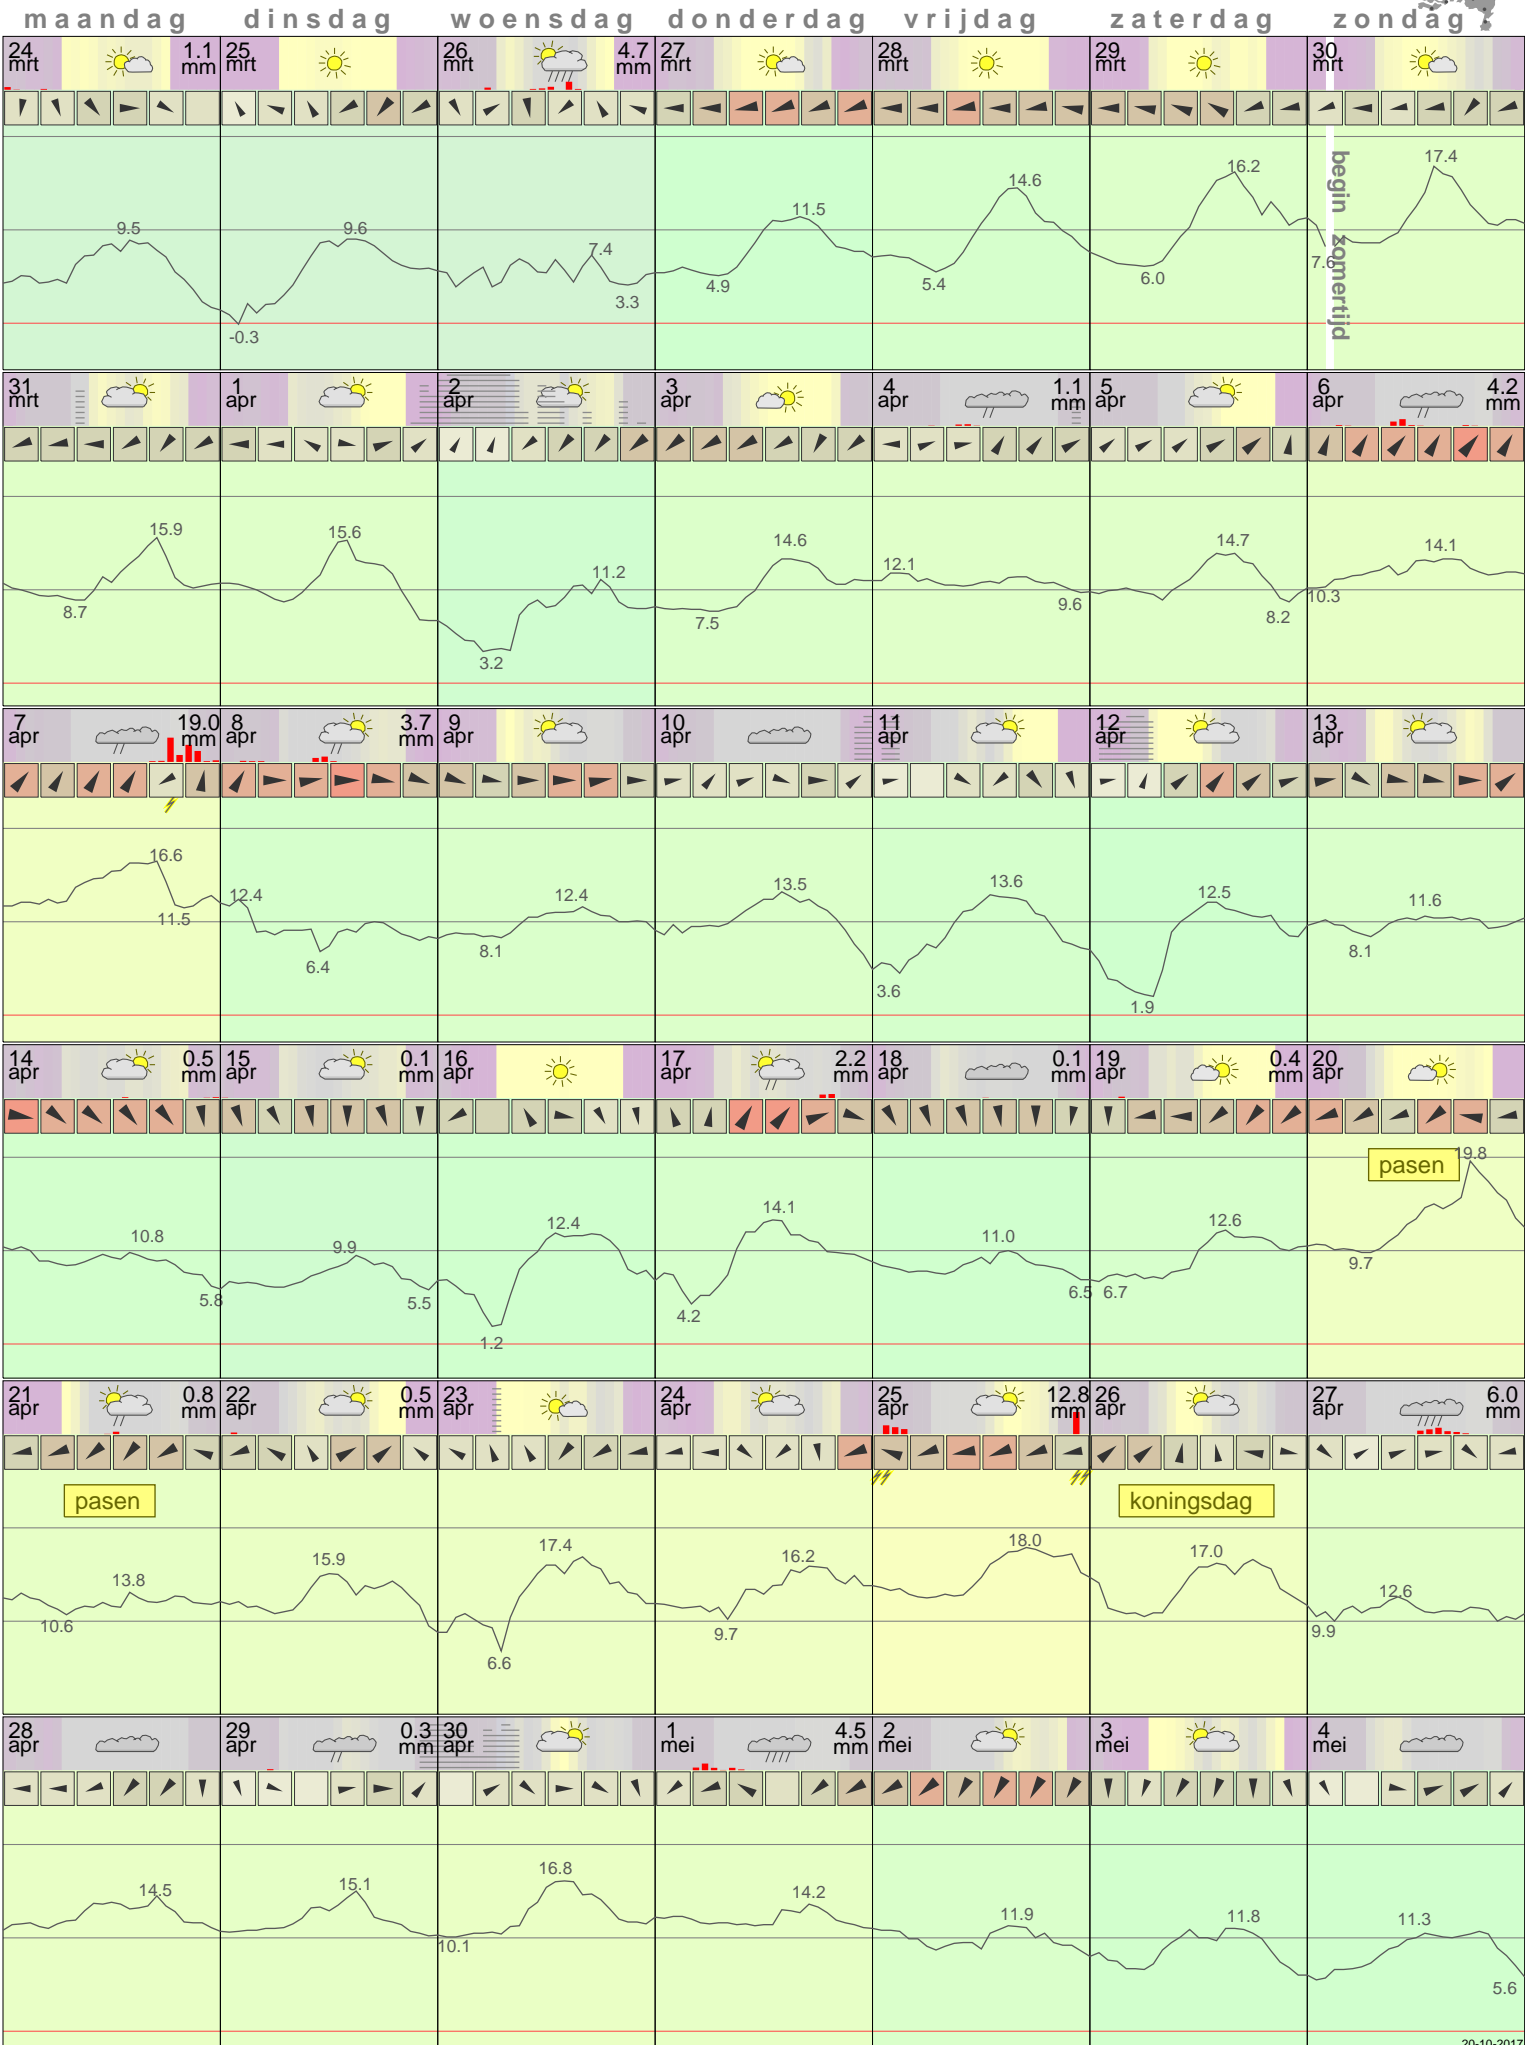 maandag dinsdag woensdag donderdag vrijdag zaterdag zondag
24 1.1 25 26 4.7 27 28 29 30
mrt mm mrt mrt mm mrt mrt mrt mrt
begin zomertijd
9.5 -0.3 9.6 7.4 3.3 4.9 11.5 5.4 14.6 6.0 16.2 7.6 17.4
31 1 2 3 4 1.1 5 6 4.2
mrt apr apr apr apr mm apr apr mm
8.7 15.9 15.6 3.2 11.2 7.5 14.6 12.1 9.6 14.7 8.2 10.3 14.1
7 19.0 8 3.7 9 10 11 12 13
apr mm apr mm apr apr apr apr apr
16.6 11.5 12.4 6.4 8.1 12.4 13.5 3.6 13.6 1.9 12.5 8.1 11.6
14 0.5 15 0.1 16 17 2.2 18 0.1 19 0.4 20
apr mm apr mm apr apr mm apr mm apr mm apr
pasen
10.8 5.8 9.9 5.5 1.2 12.4 4.2 14.1 11.0 6.5 6.7 12.6 9.7 19.8
21 0.8 22 0.5 23 24 25 12.8 26 27 6.0
apr mm apr mm apr apr apr mm apr apr mm
pasen koningsdag
10.6 13.8 15.9 6.6 17.4 9.7 16.2 18.0 17.0 9.9 12.6
28 29 0.3 30 1 4.5 2 3 4
apr apr mm apr mei mm mei mei mei
14.5 15.1 10.1 16.8 14.2 11.9 11.8 11.3 5.6
20-10-2017